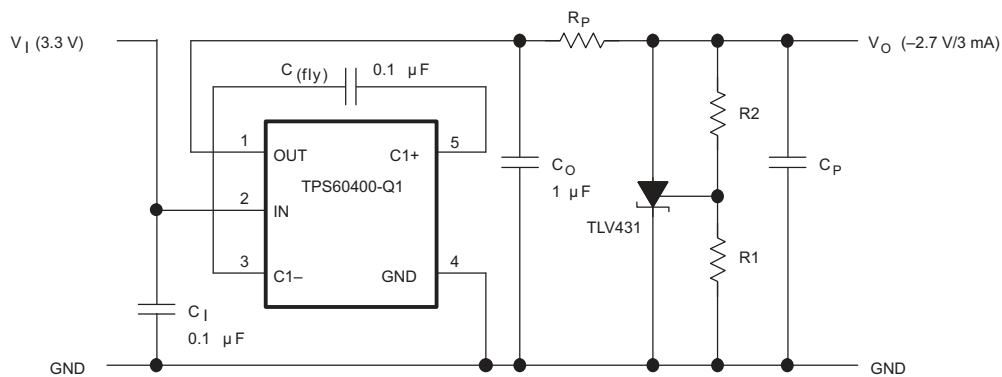 R P
V I (3.3 V)
V O (–2.7 V/3 mA)
C (fly)
0.1 µF
1
OUT
C1+
5
TPS60400-Q1
2
IN
3
C1–
GND
4
C O
1 µF
TLV431
R2
R1
C P
C I
0.1 µF
GND
GND